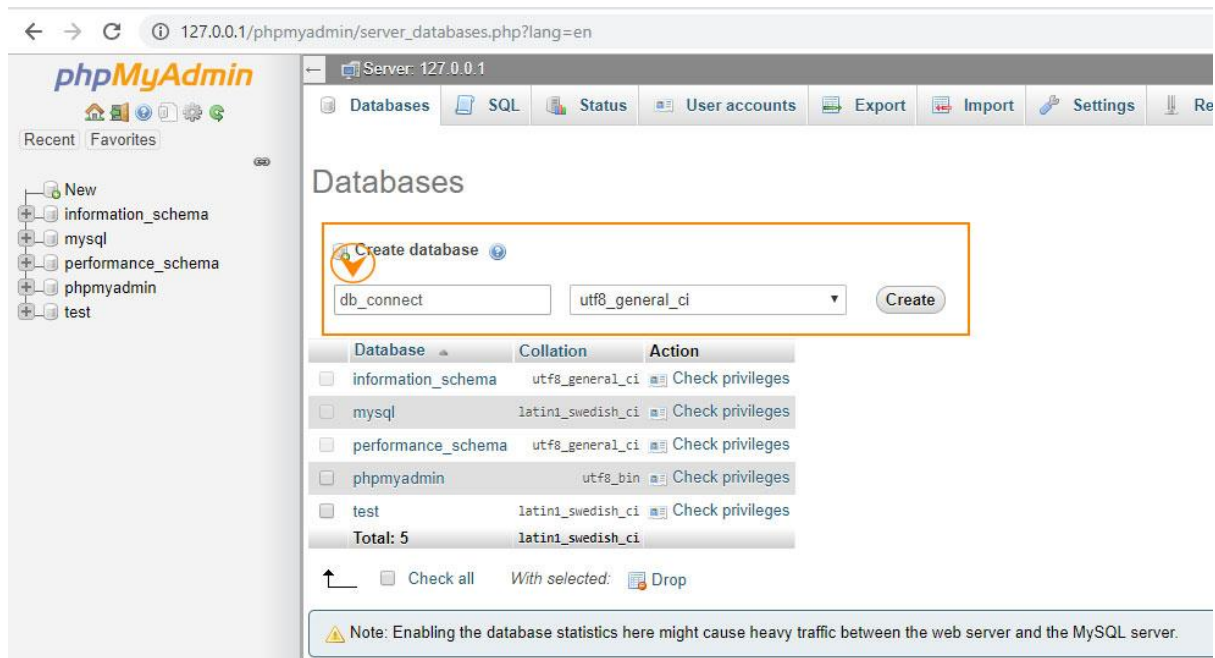 127.0.0.1/phpmyadmin/server_databases.php?lang=en
phpMyAdmin
Recent Favorites
New
information_schema
mysql
performance_schema
phpmyadmin
test
Server: 127.0.0.1
Databases SQL Status User accounts Export Import Settings Re
Databases
Create database
db_connect utf8_general_ci Create
Database Collation Action
information_schema utf8_general_ci Check privileges
mysql latin1_swedish_ci Check privileges
performance_schema utf8_general_ci Check privileges
phpmyadmin utf8_bin Check privileges
test latin1_swedish_ci Check privileges
Total: 5 latin1_swedish_ci
Check all With selected: Drop
Note: Enabling the database statistics here might cause heavy traffic between the web server and the MySQL server.